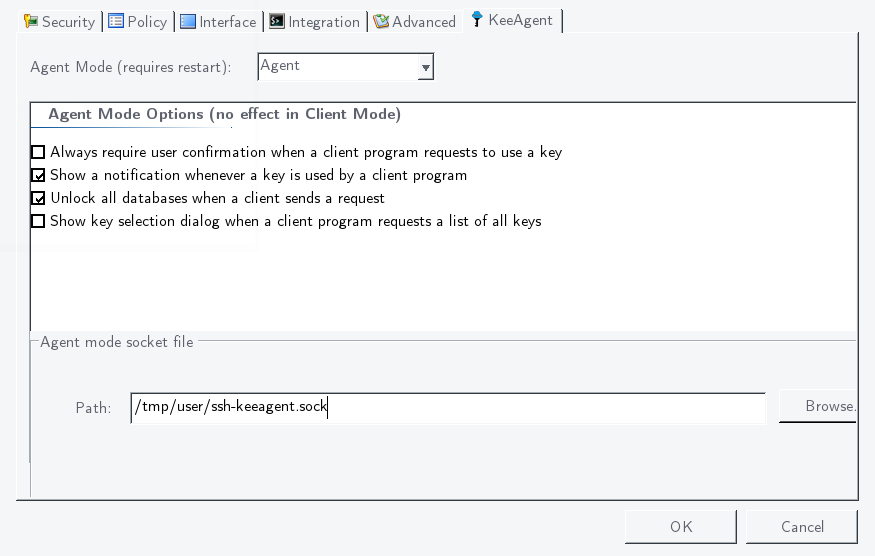 Security Policy Interface Integration Advanced KeeAgent
Agent Mode (requires restart): Agent
Agent Mode Options (no effect in Client Mode)
Always require user confirmation when a client program requests to use a key
Show a notification whenever a key is used by a client program
Unlock all databases when a client sends a request
Show key selection dialog when a client program requests a list of all keys
Agent mode socket file
Path: /tmp/user/ssh-keeagent.sock Browse.
OK Cancel